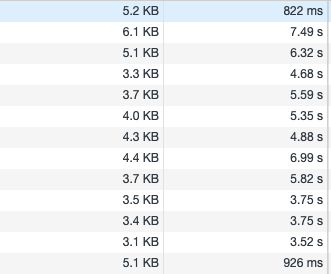 5.2 KB 822 ms
6.1 KB 7.49 s
5.1 KB 6.32 s
3.3 KB 4.68 s
3.7 KB 5.59 s
4.0 KB 5.35 s
4.3 KB 4.88 s
4.4 KB 6.99 s
3.7 KB 5.82 s
3.5 KB 3.75 s
3.4 KB 3.75 s
3.1 KB 3.52 s
5.1 KB 926 ms